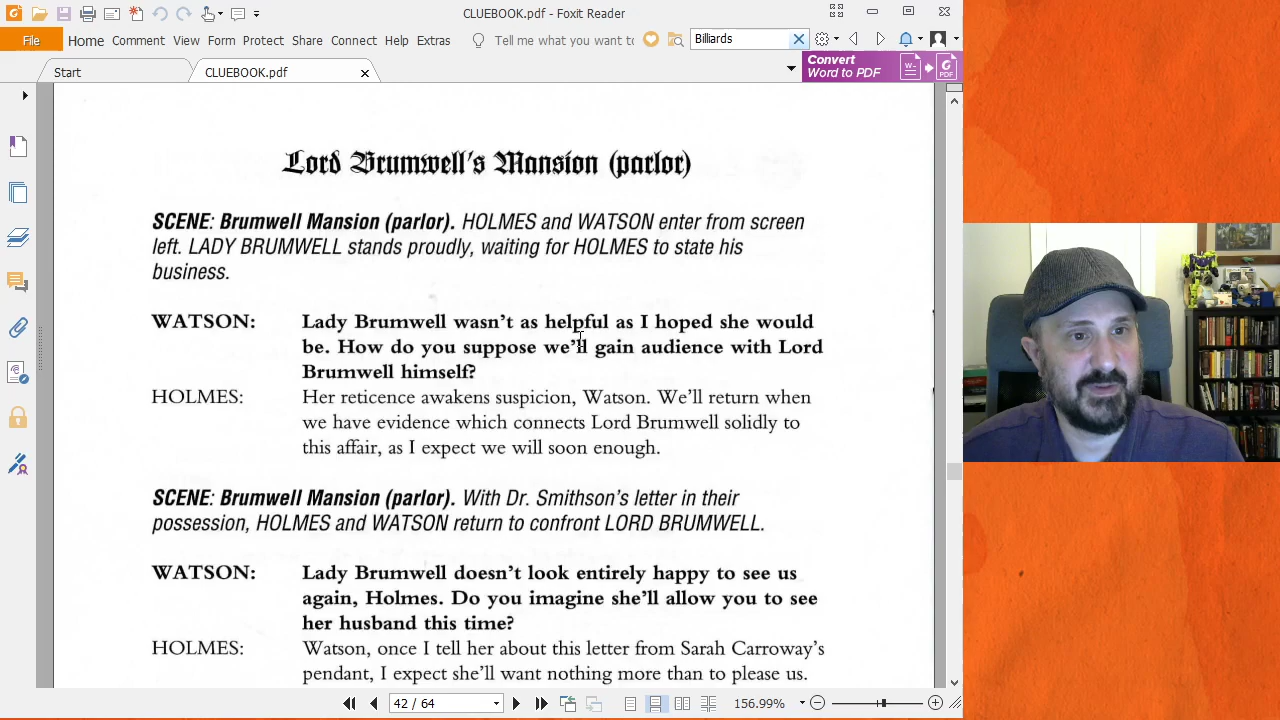 CLUEBOOK.pdf - Foxit Reader
File Home Comment View Form Protect Share Connect Help Extras Tell me what you want to Billiards
Start CLUEBOOK.pdf
Convert
Word to PDF
PDF
Lord Brumwell's Mansion (parlor)
SCENE: Brumwell Mansion (parlor). HOLMES and WATSON enter from screen
left. LADY BRUMWELL stands proudly, waiting for HOLMES to state his
business.
WATSON: Lady Brumwell wasn't as helpful as I hoped she would
be. How do you suppose we'll gain audience with Lord
Brumwell himself?
HOLMES: Her reticence awakens suspicion, Watson. We'll return when
we have evidence which connects Lord Brumwell solidly to
this affair, as I expect we will soon enough.
SCENE: Brumwell Mansion (parlor). With Dr. Smithson's letter in their
possession, HOLMES and WATSON return to confront LORD BRUMWELL.
WATSON: Lady Brumwell doesn't look entirely happy to see us
again, Holmes. Do you imagine she'll allow you to see
her husband this time?
HOLMES: Watson, once I tell her about this letter from Sarah Carroway's
pendant, I expect she'll want nothing more than to please us.
42 / 64 156.99%